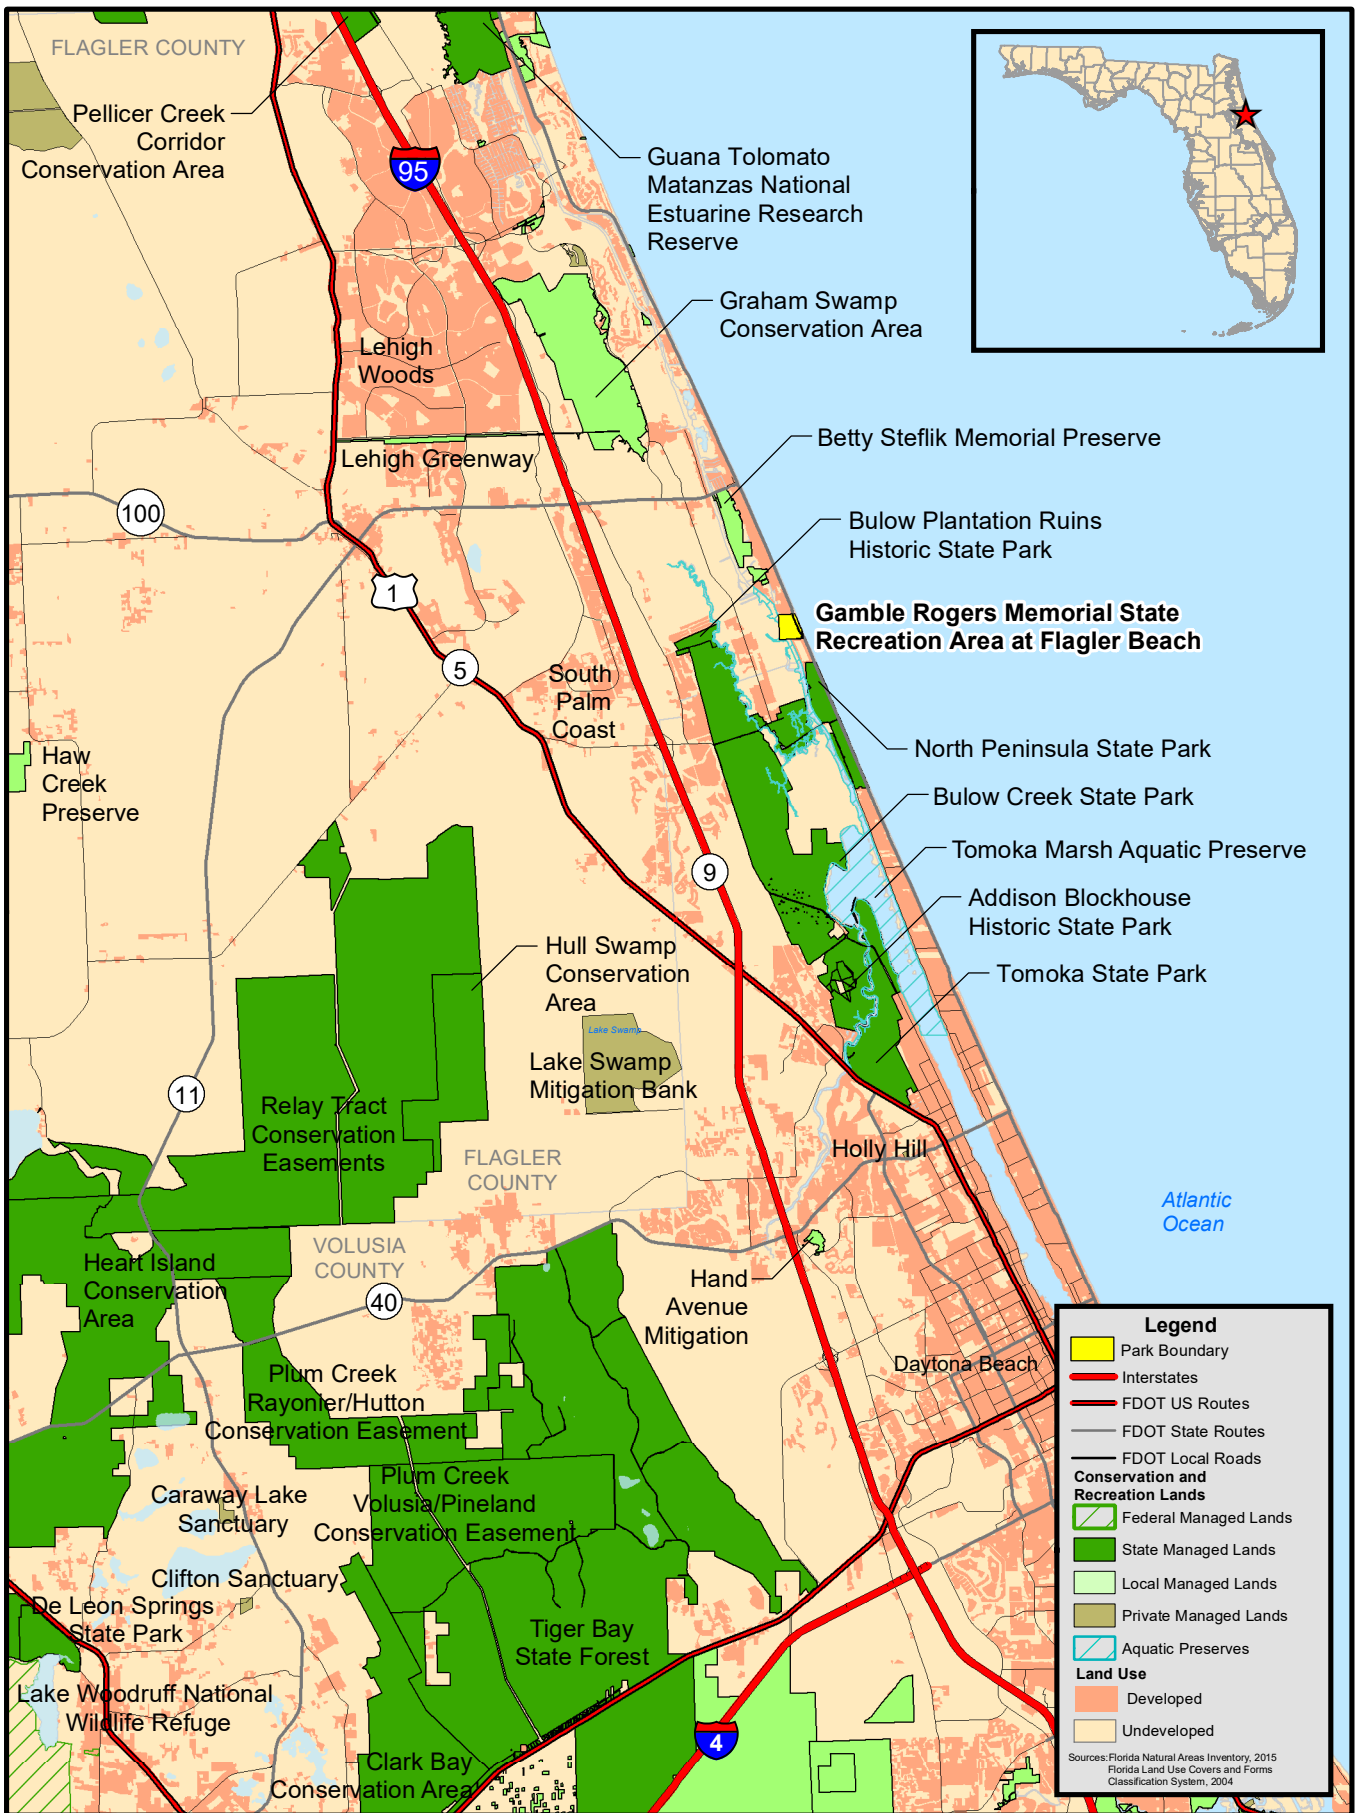 FLAGLER COUNTY
Pellicer Creek
Corridor
Conservation Area
95
Guana Tolomato
Matanzas National
Estuarine Research
Reserve
Graham Swamp
Conservation Area
Lehigh
Woods
Betty Steflik Memorial Preserve
Lehigh Greenway
100
Bulow Plantation Ruins
Historic State Park
1
Gamble Rogers Memorial State
Recreation Area at Flagler Beach
5
South
Palm
Coast
North Peninsula State Park
Haw
Creek
Preserve
Bulow Creek State Park
Tomoka Marsh Aquatic Preserve
9
Addison Blockhouse
Historic State Park
Hull Swamp
Conservation
Area
Tomoka State Park
Lake Swamp
Lake Swamp
Mitigation Bank
11
Relay Tract
Conservation
Easements
Holly Hill
FLAGLER
COUNTY
Atlantic
Ocean
VOLUSIA
COUNTY
Heart Island
Conservation
Area
40
Hand
Avenue
Mitigation
Daytona Beach
Plum Creek
Rayonier/Hutton
Conservation Easement
Plum Creek
Volusia/Pineland
Conservation Easement
Caraway Lake
Sanctuary
Clifton Sanctuary
De Leon Springs
State Park
Tiger Bay
State Forest
Lake Woodruff National
Wildlife Refuge
4
Clark Bay
Conservation Area
Legend
Park Boundary
Interstates
FDOT US Routes
FDOT State Routes
FDOT Local Roads
Conservation and
Recreation Lands
Federal Managed Lands
State Managed Lands
Local Managed Lands
Private Managed Lands
Aquatic Preserves
Land Use
Developed
Undeveloped
Sources:Florida Natural Areas Inventory, 2015
Florida Land Use Covers and Forms
Classification System, 2004